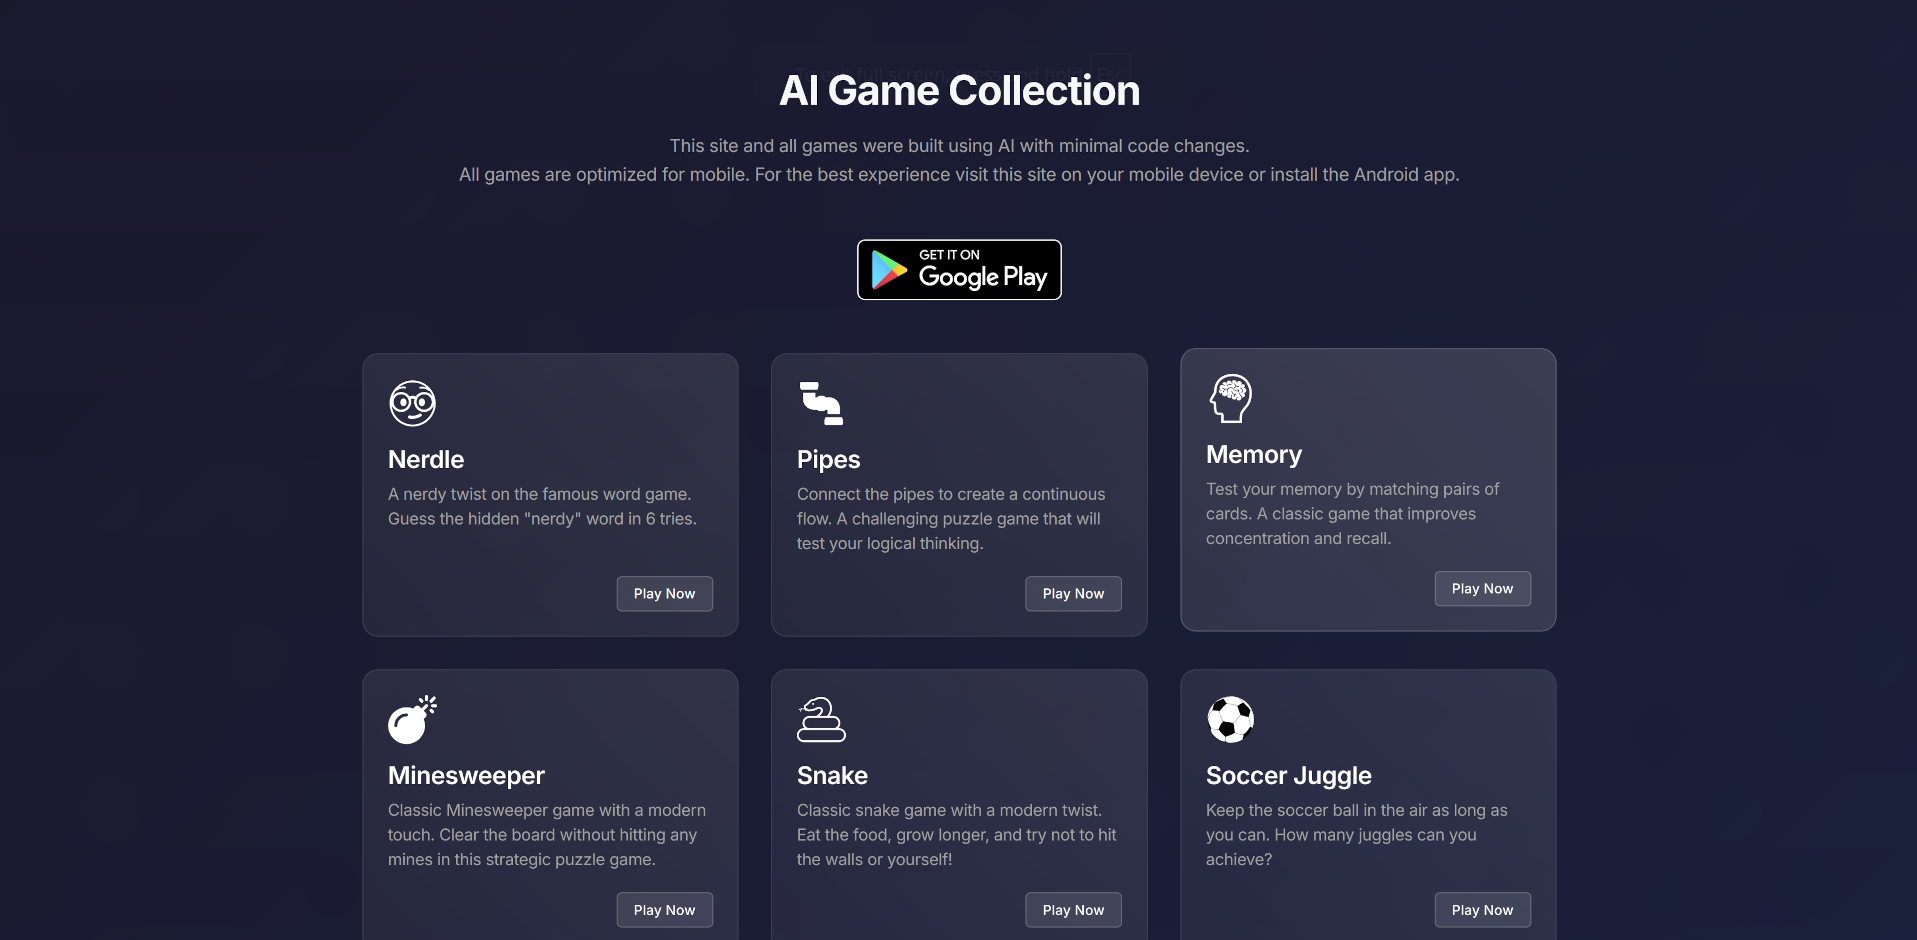 To exit full screen, press and hold Esc
AI Game Collection
This site and all games were built using AI with minimal code changes.
All games are optimized for mobile. For the best experience visit this site on your mobile device or install the Android app.
GET IT ON
Google Play
Nerdle
A nerdy twist on the famous word game.
Guess the hidden "nerdy" word in 6 tries.
Play Now
Pipes
Connect the pipes to create a continuous
flow. A challenging puzzle game that will
test your logical thinking.
Play Now
Memory
Test your memory by matching pairs of
cards. A classic game that improves
concentration and recall.
Play Now
Minesweeper
Classic Minesweeper game with a modern
touch. Clear the board without hitting any
mines in this strategic puzzle game.
Play Now
Snake
Classic snake game with a modern twist.
Eat the food, grow longer, and try not to hit
the walls or yourself!
Play Now
Soccer Juggle
Keep the soccer ball in the air as long as
you can. How many juggles can you
achieve?
Play Now